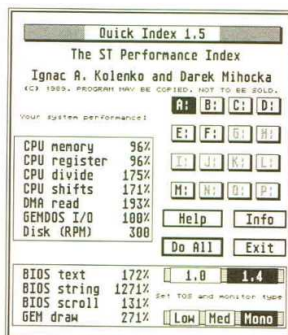 Quick Index 1.5
The ST Performance Index
Ignac A. Kolenko and Darek Mihocka
(C) 1989. PROGRAM MAY BE COPIED, NOT TO BE SOLD.
Your system performance:
A: B: C: D:
E: F: G: H:
I: J: K: L:
M: N: O: P:
CPU memory 96%
CPU register 96%
CPU divide 175%
CPU shifts 171%
DMA read 193%
GEMDOS I/O 100%
Disk (RPM) 300
Help Info
Do All Exit
BIOS text 172%
BIOS string 1271%
BIOS scroll 131%
GEM draw 271%
1.0 1.4
Set TOS and monitor type
Low Med Mono